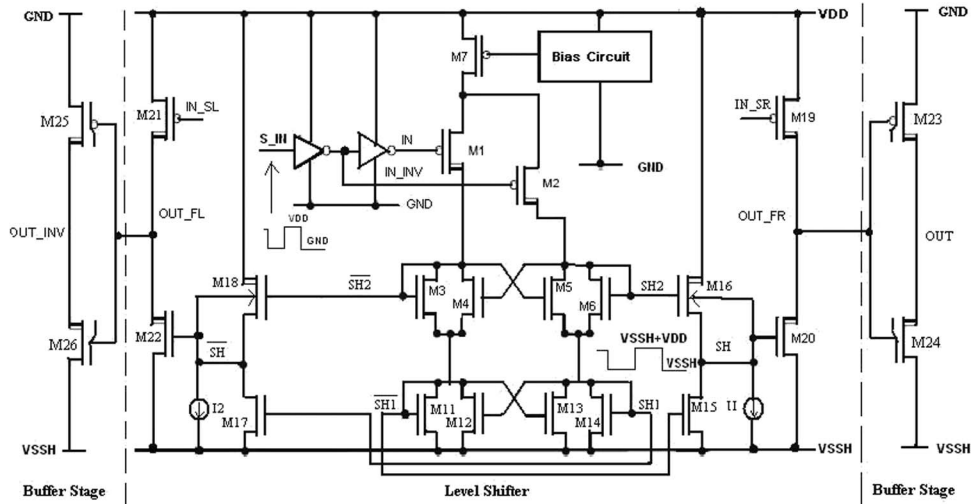 GND
VDD
GND
M7
Bias Circuit
M25
M21
IN_SL
S_IN
IN
M1
IN_INV
M2
GND
GND
IN_SR
M19
M23
VDD
GND
OUT_INV
OUT_FL
OUT_FR
OUT
M18
SH2
M3
M4
M5
M6
SH2
M16
M26
M22
SH
VSSH+VDD
VSSH
SH
M20
M24
I2
M17
SH1
M11
M12
M13
M14
SH1
M15
I1
VSSH
VSSH
VSSH
Buffer Stage
Level Shifter
Buffer Stage